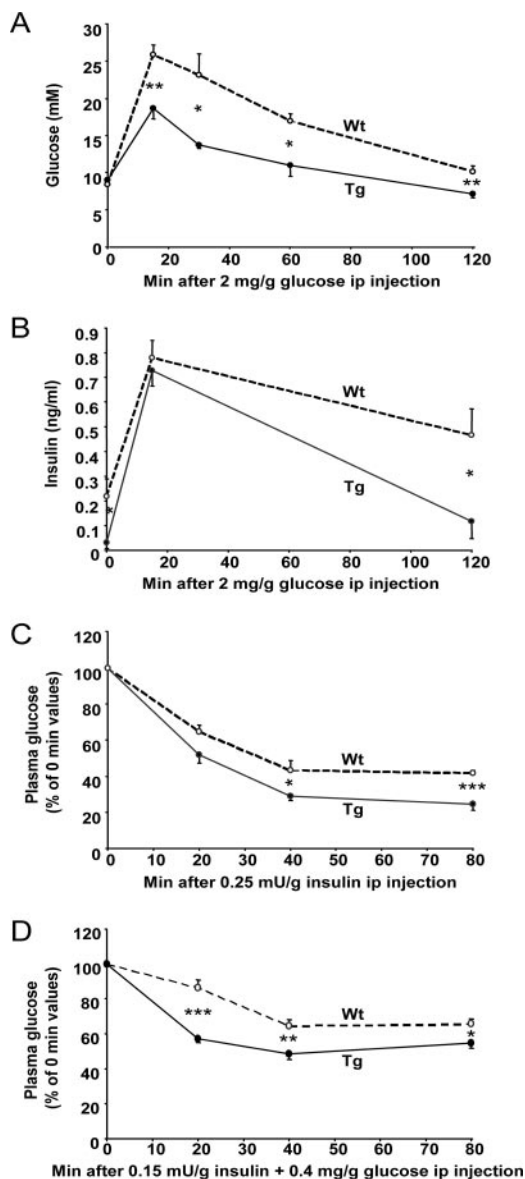 A
Glucose (mM)
30
25
20
15
10
5
0
**
*
*
**
Wt
Tg
0 20 40 60 80 100 120
Min after 2 mg/g glucose ip injection
B
Insulin (ng/ml)
0.9
0.8
0.7
0.6
0.5
0.4
0.3
0.2
0.1
0
*
*
Wt
Tg
0 20 40 60 80 100 120
Min after 2 mg/g glucose ip injection
C
Plasma glucose
(% of 0 min values)
120
100
80
60
40
20
0
Wt
*
***
Tg
0 10 20 30 40 50 60 70 80
Min after 0.25 mU/g insulin ip injection
D
Plasma glucose
(% of 0 min values)
120
100
80
60
40
20
0
***
Wt
**
*
Tg
0 10 20 30 40 50 60 70 80
Min after 0.15 mU/g insulin + 0.4 mg/g glucose ip injection